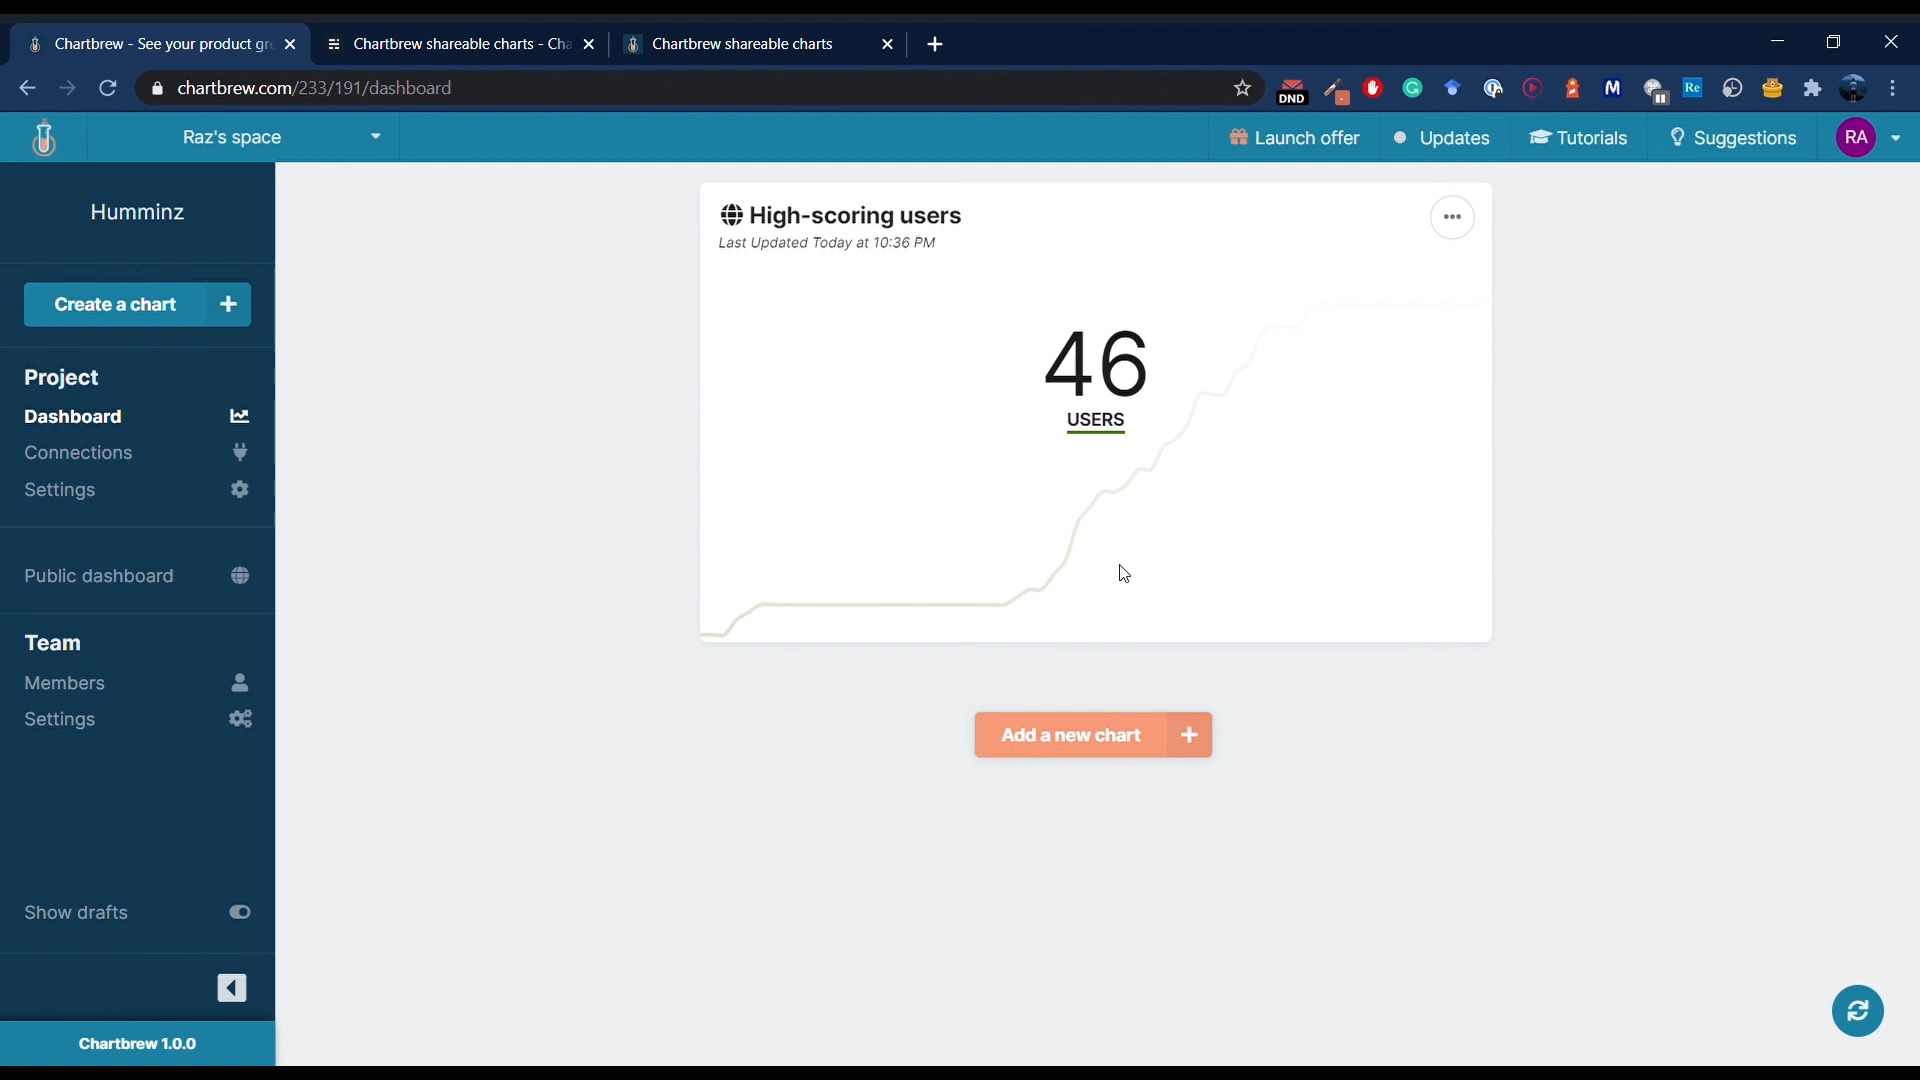 Chartbrew - See your product gr
Chartbrew shareable charts - Cha
Chartbrew shareable charts
chartbrew.com/233/191/dashboard
DND
M
Re
Raz's space
Launch offer
Updates
Tutorials
Suggestions
RA
Humminz
Create a chart
Project
Dashboard
Connections
Settings
Public dashboard
Team
Members
Settings
Show drafts
Chartbrew 1.0.0
High-scoring users
Last Updated Today at 10:36 PM
46
USERS
Add a new chart